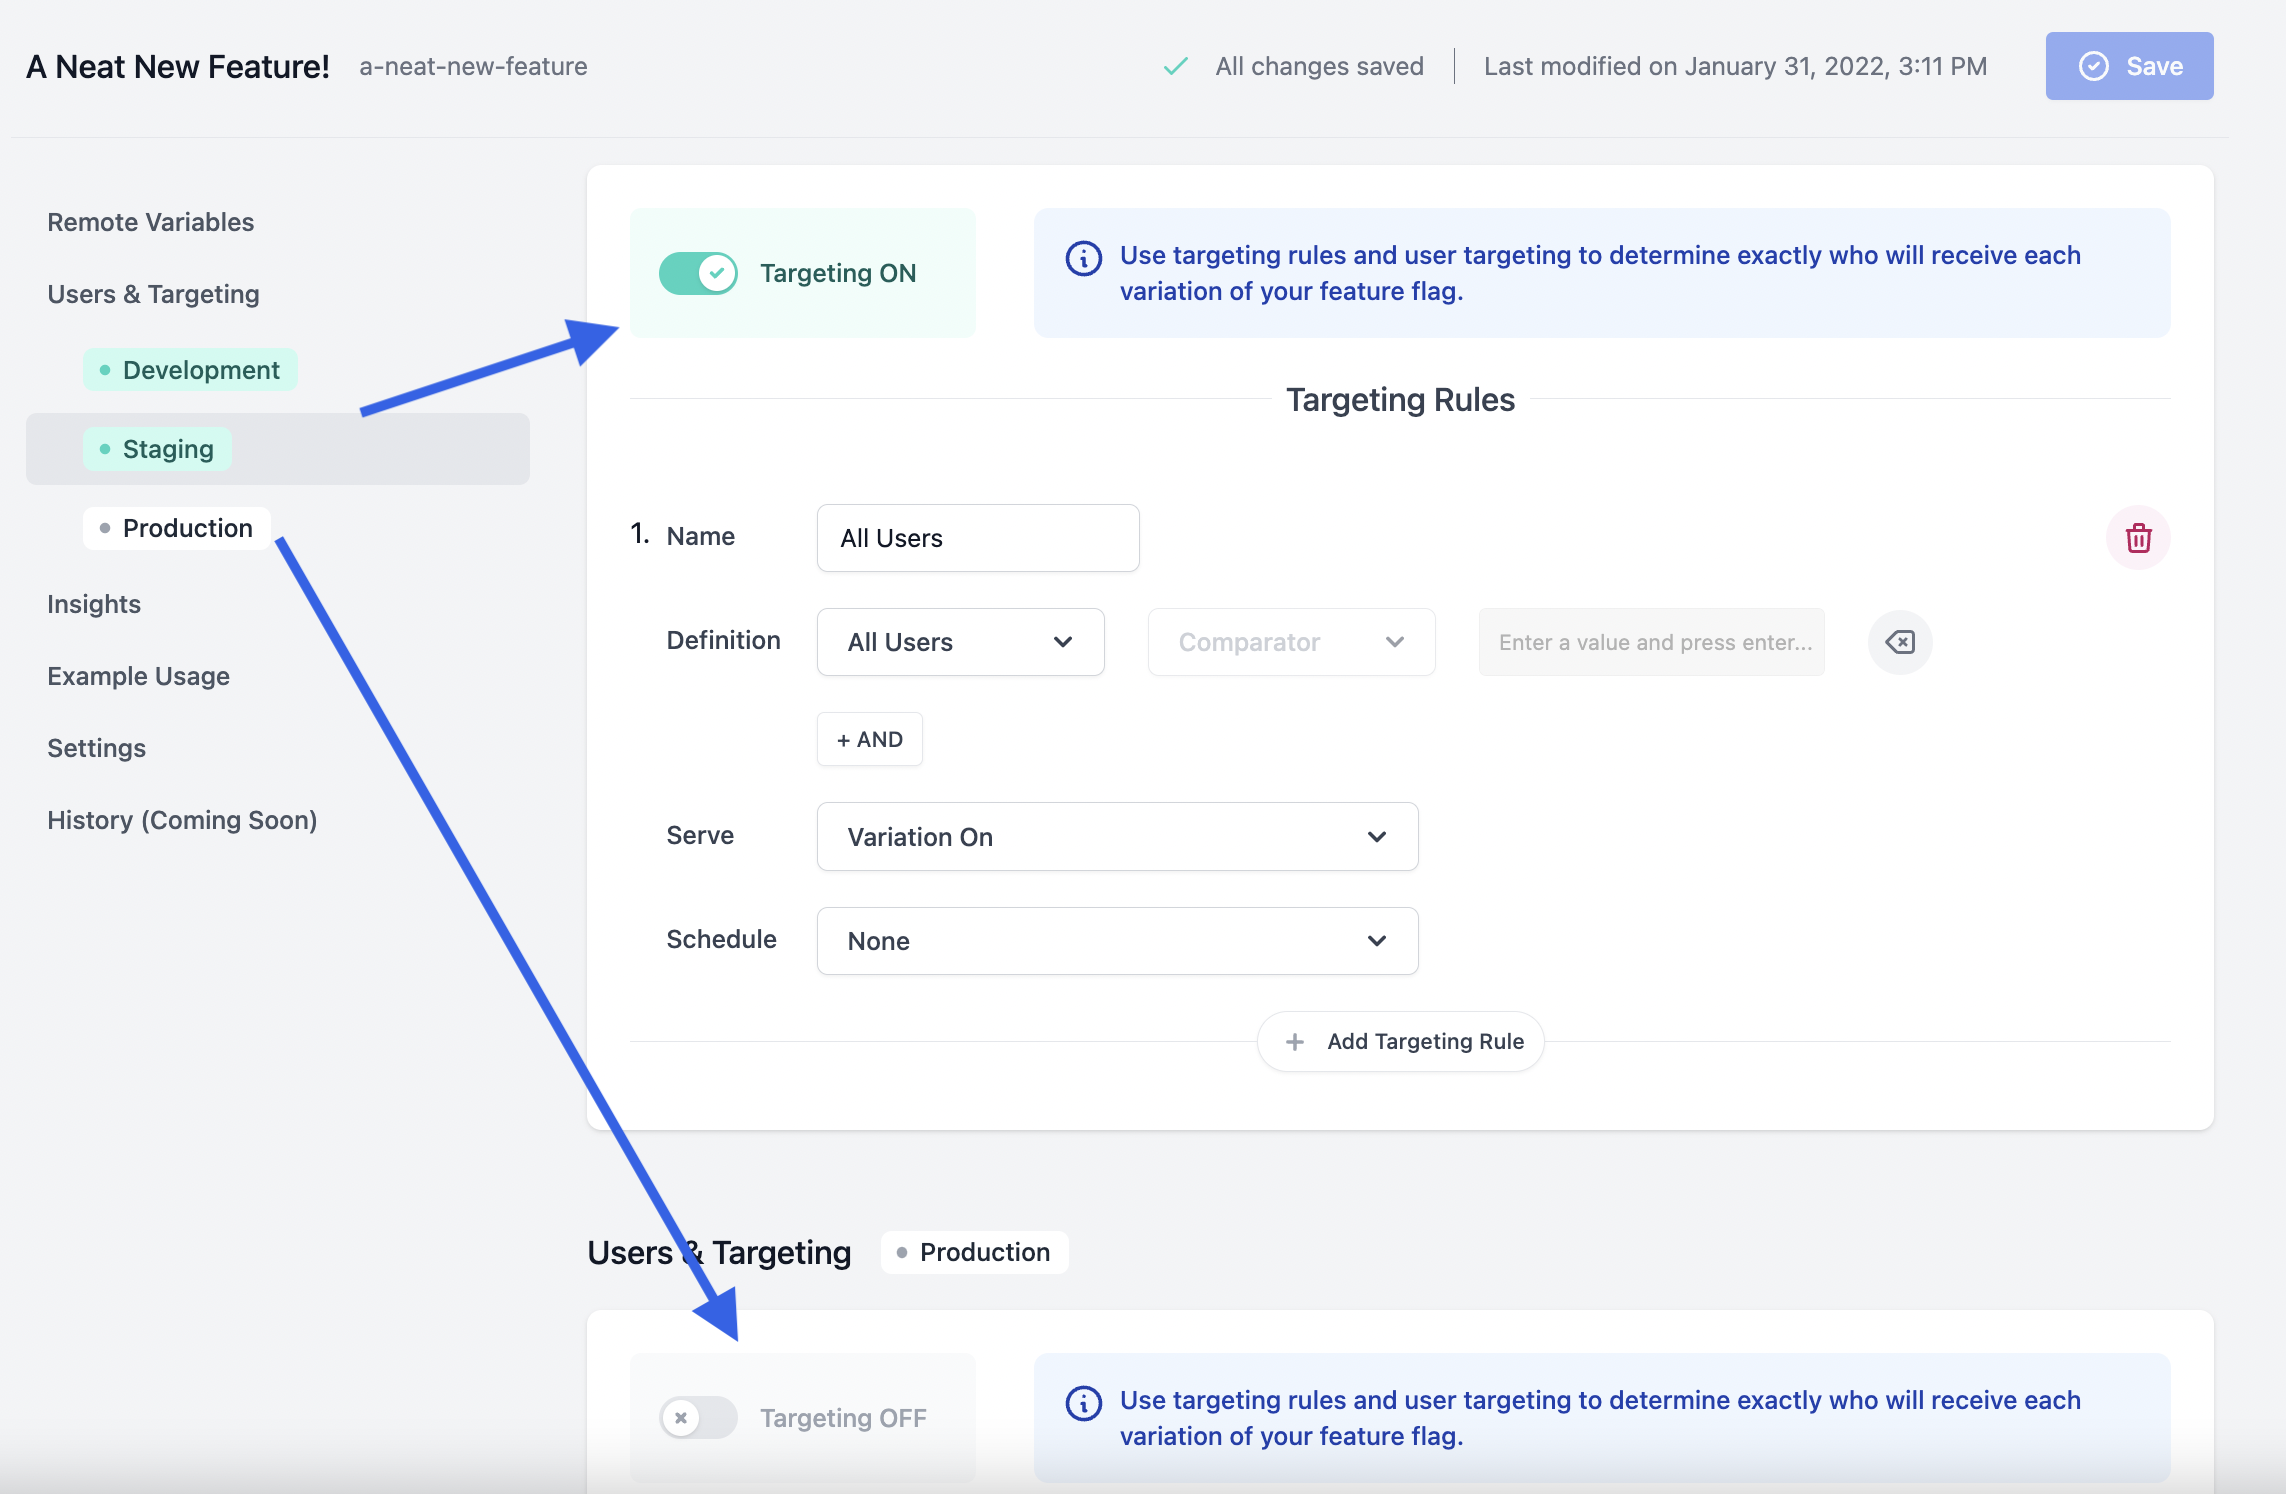 A Neat New Feature! a-neat-new-feature All changes saved Last modified on January 31, 2022, 3:11 PM Save
Remote Variables
Users & Targeting
Development
Staging
Production
Insights
Example Usage
Settings
History (Coming Soon)
Targeting ON
Use targeting rules and user targeting to determine exactly who will receive each
variation of your feature flag.
Targeting Rules
1. Name All Users
Definition All Users Comparator Enter a value and press enter...
+ AND
Serve Variation On
Schedule None
+ Add Targeting Rule
Users & Targeting Production
Targeting OFF
Use targeting rules and user targeting to determine exactly who will receive each
variation of your feature flag.